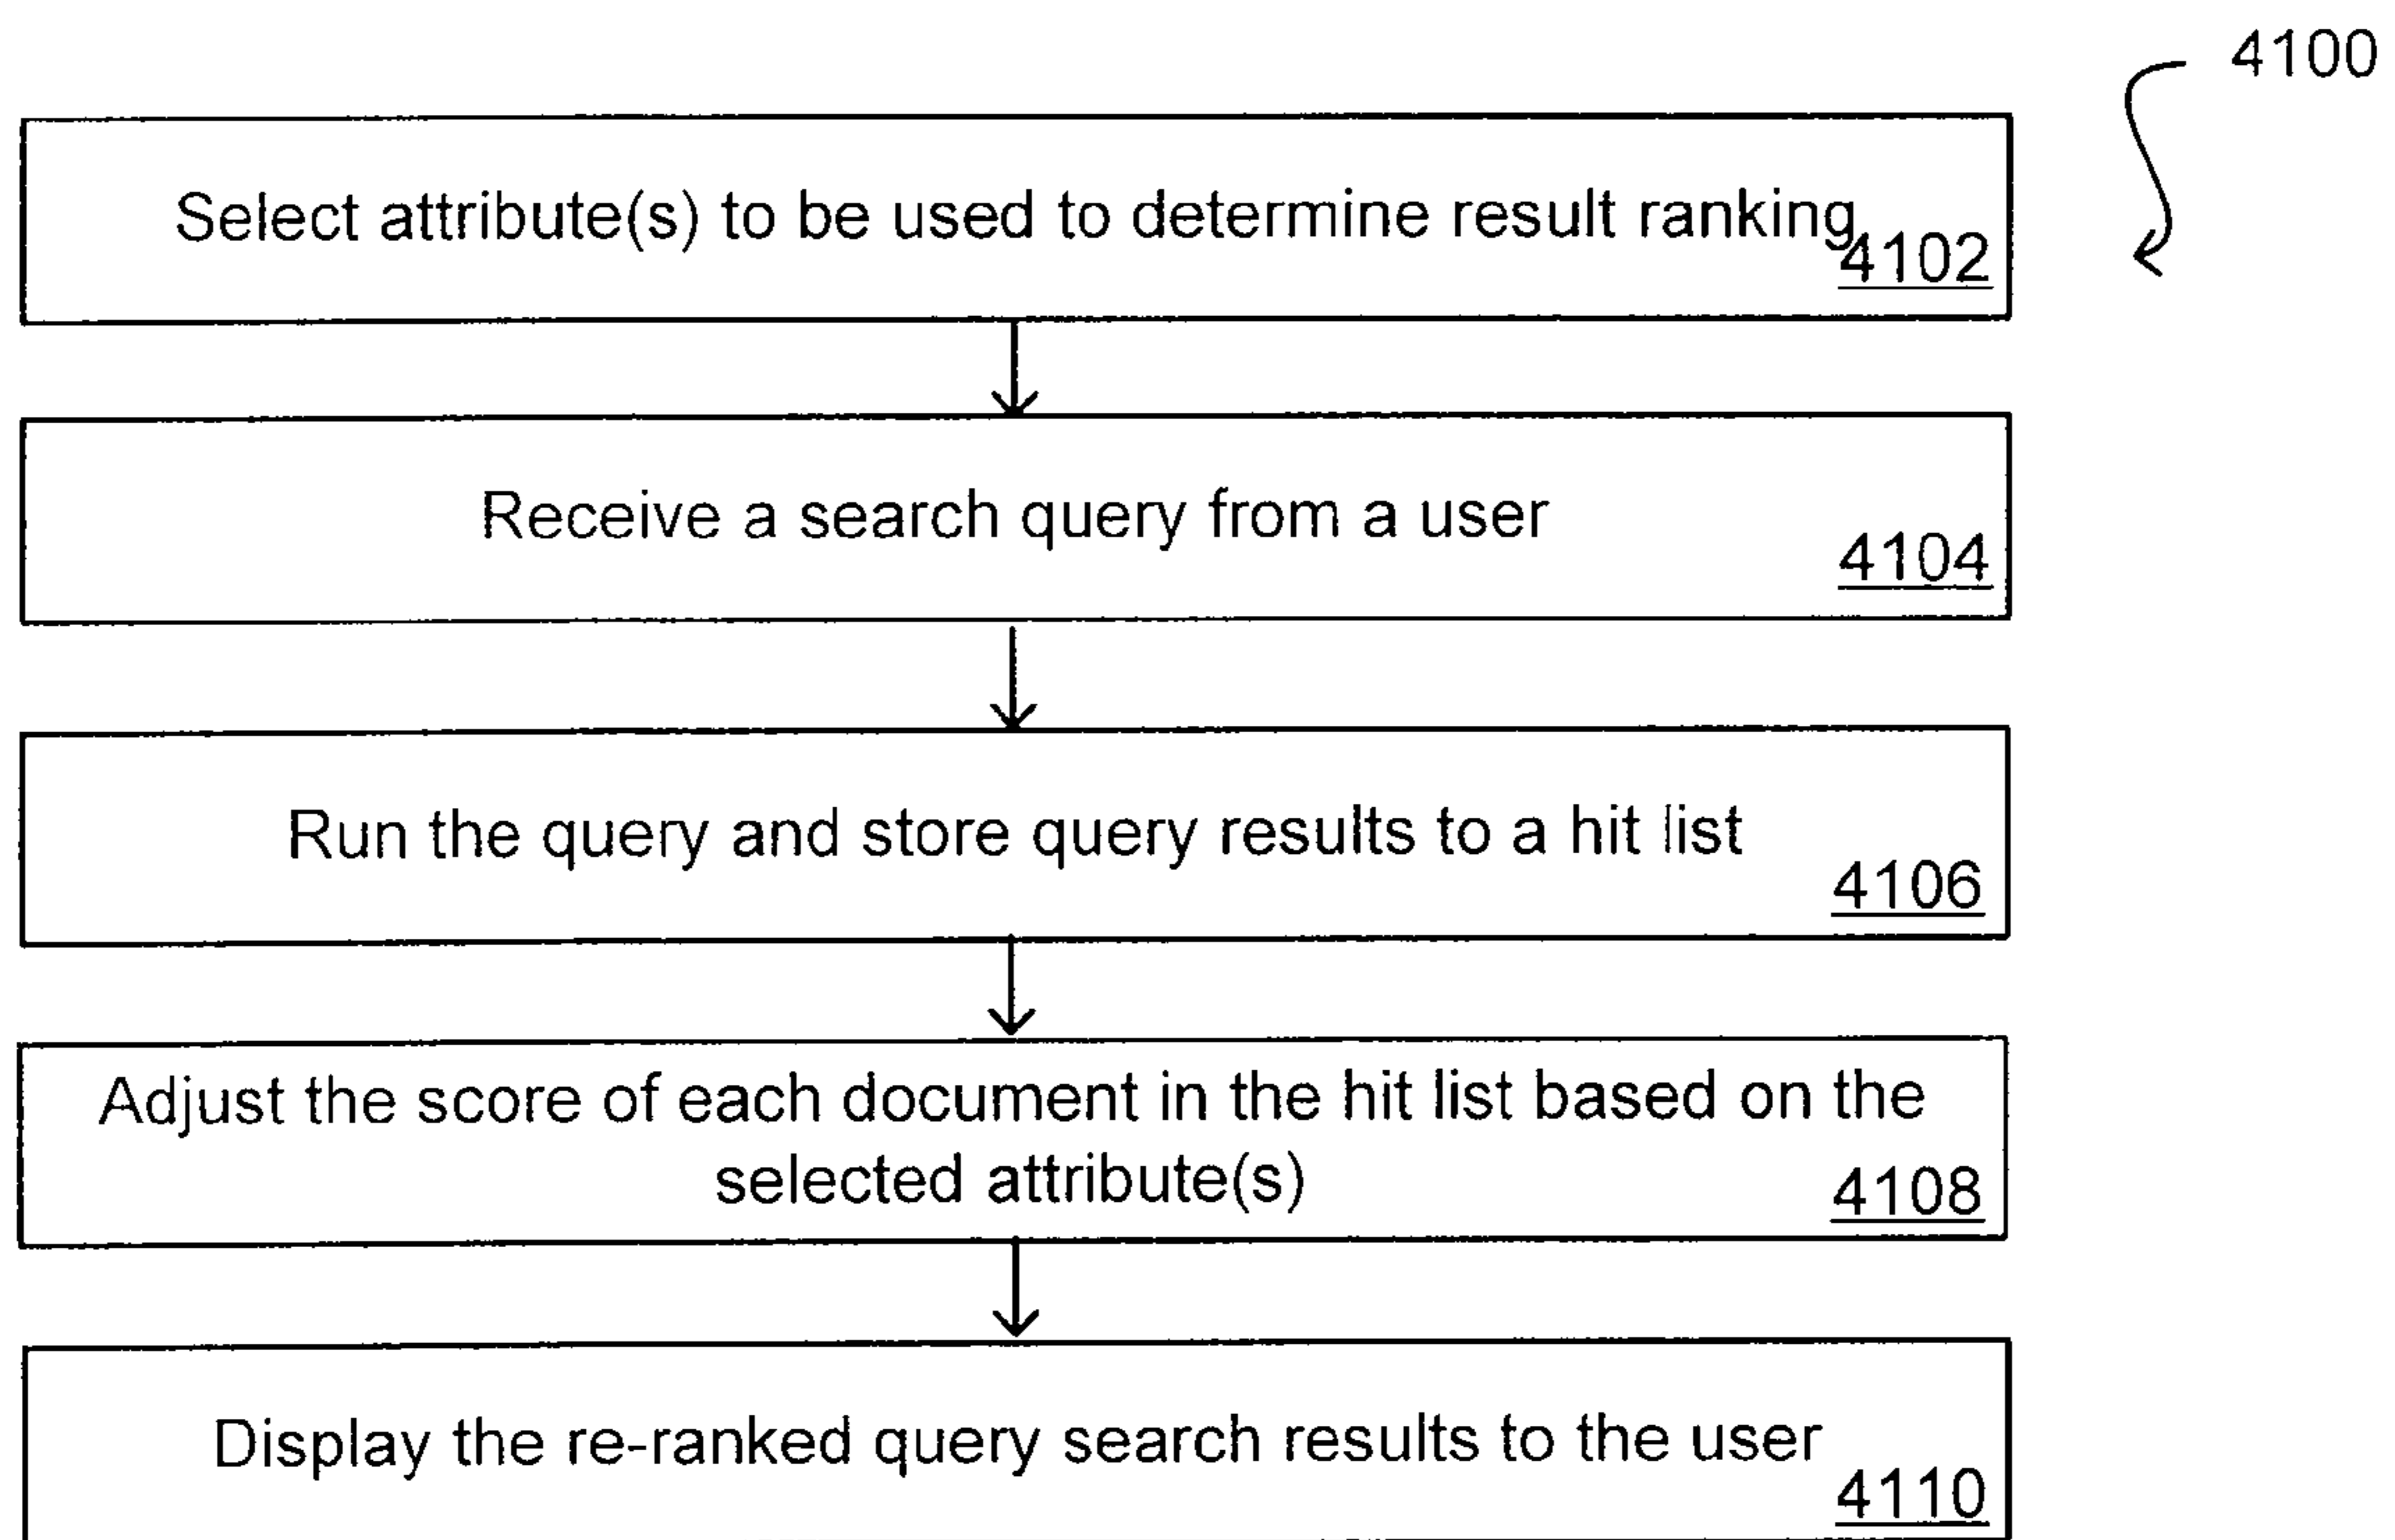 4100
Select attribute(s) to be used to determine result ranking
4102
Receive a search query from a user
4104
Run the query and store query results to a hit list
4106
Adjust the score of each document in the hit list based on the
selected attribute(s)
4108
Display the re-ranked query search results to the user
4110